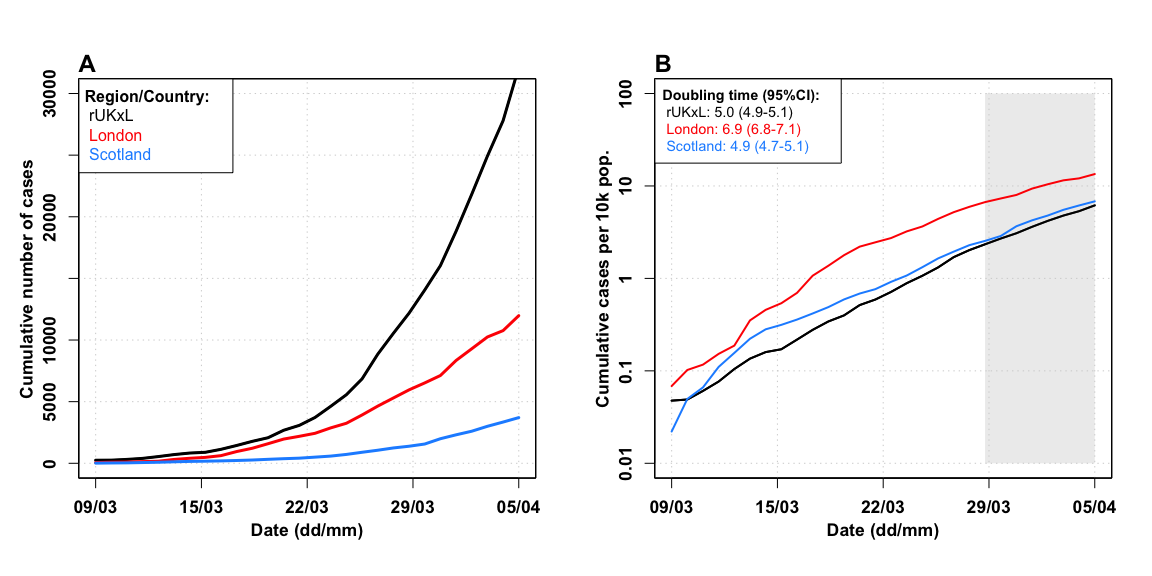 A
Region/Country:
rUKxL
London
Scotland
Cumulative number of cases
30000
20000
10000
5000
0
09/03
15/03
22/03
29/03
05/04
Date (dd/mm)
B
Doubling time (95%CI):
rUKxL: 5.0 (4.9-5.1)
London: 6.9 (6.8-7.1)
Scotland: 4.9 (4.7-5.1)
Cumulative cases per 10k pop.
100
10
1
0.1
0.01
09/03
15/03
22/03
29/03
05/04
Date (dd/mm)